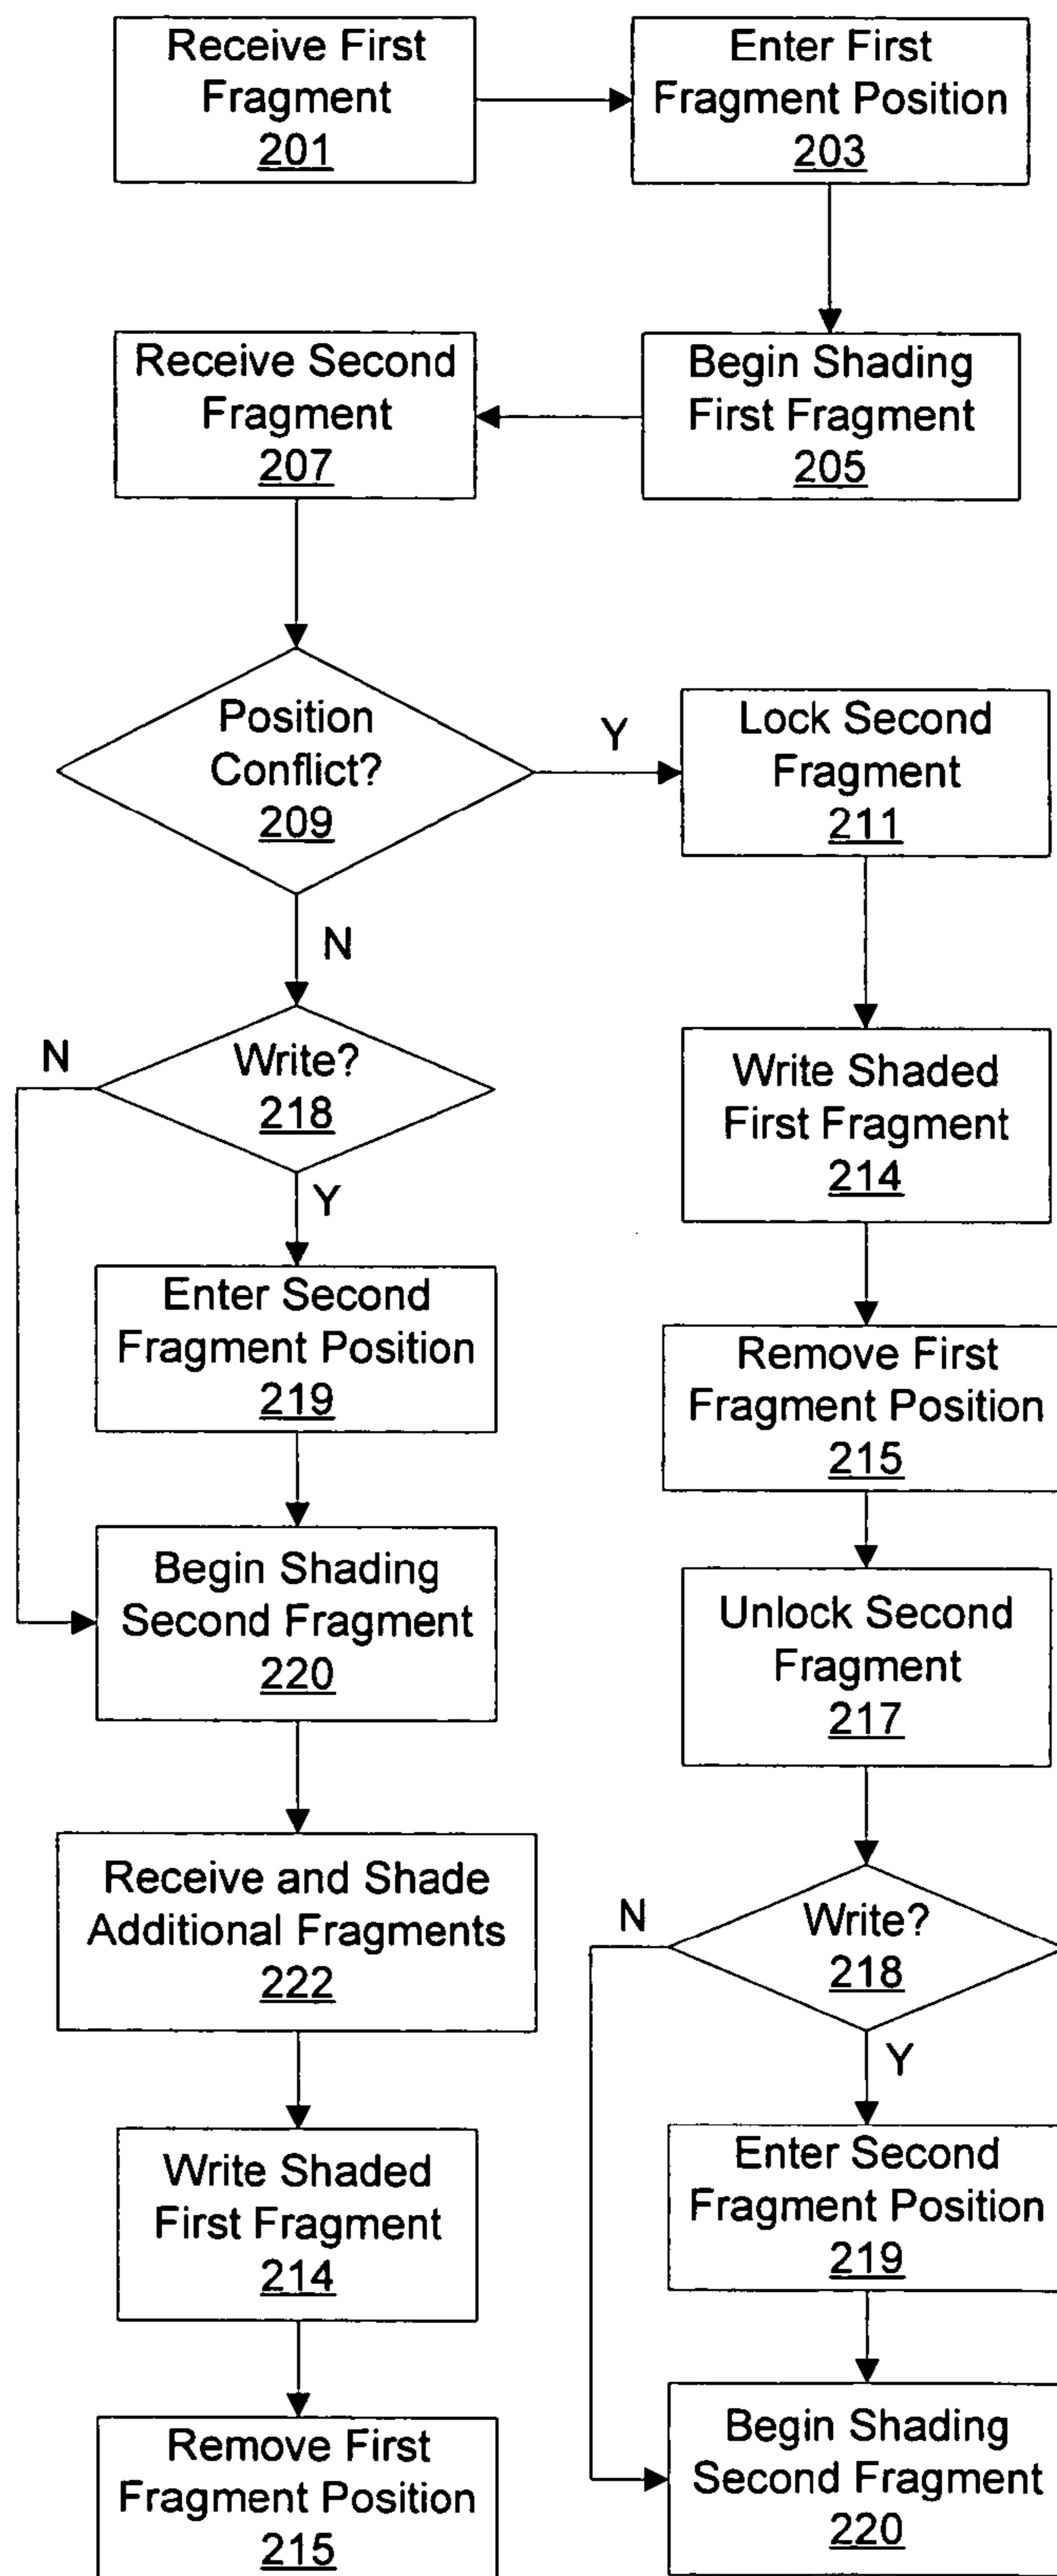 Receive First
Fragment
201
Enter First
Fragment Position
203
Begin Shading
First Fragment
205
Receive Second
Fragment
207
Position
Conflict?
209
Y
N
Lock Second
Fragment
211
Write Shaded
First Fragment
214
Remove First
Fragment Position
215
Unlock Second
Fragment
217
Write?
218
N
Y
Enter Second
Fragment Position
219
Begin Shading
Second Fragment
220
Write?
218
N
Y
Enter Second
Fragment Position
219
Begin Shading
Second Fragment
220
Receive and Shade
Additional Fragments
222
Write Shaded
First Fragment
214
Remove First
Fragment Position
215